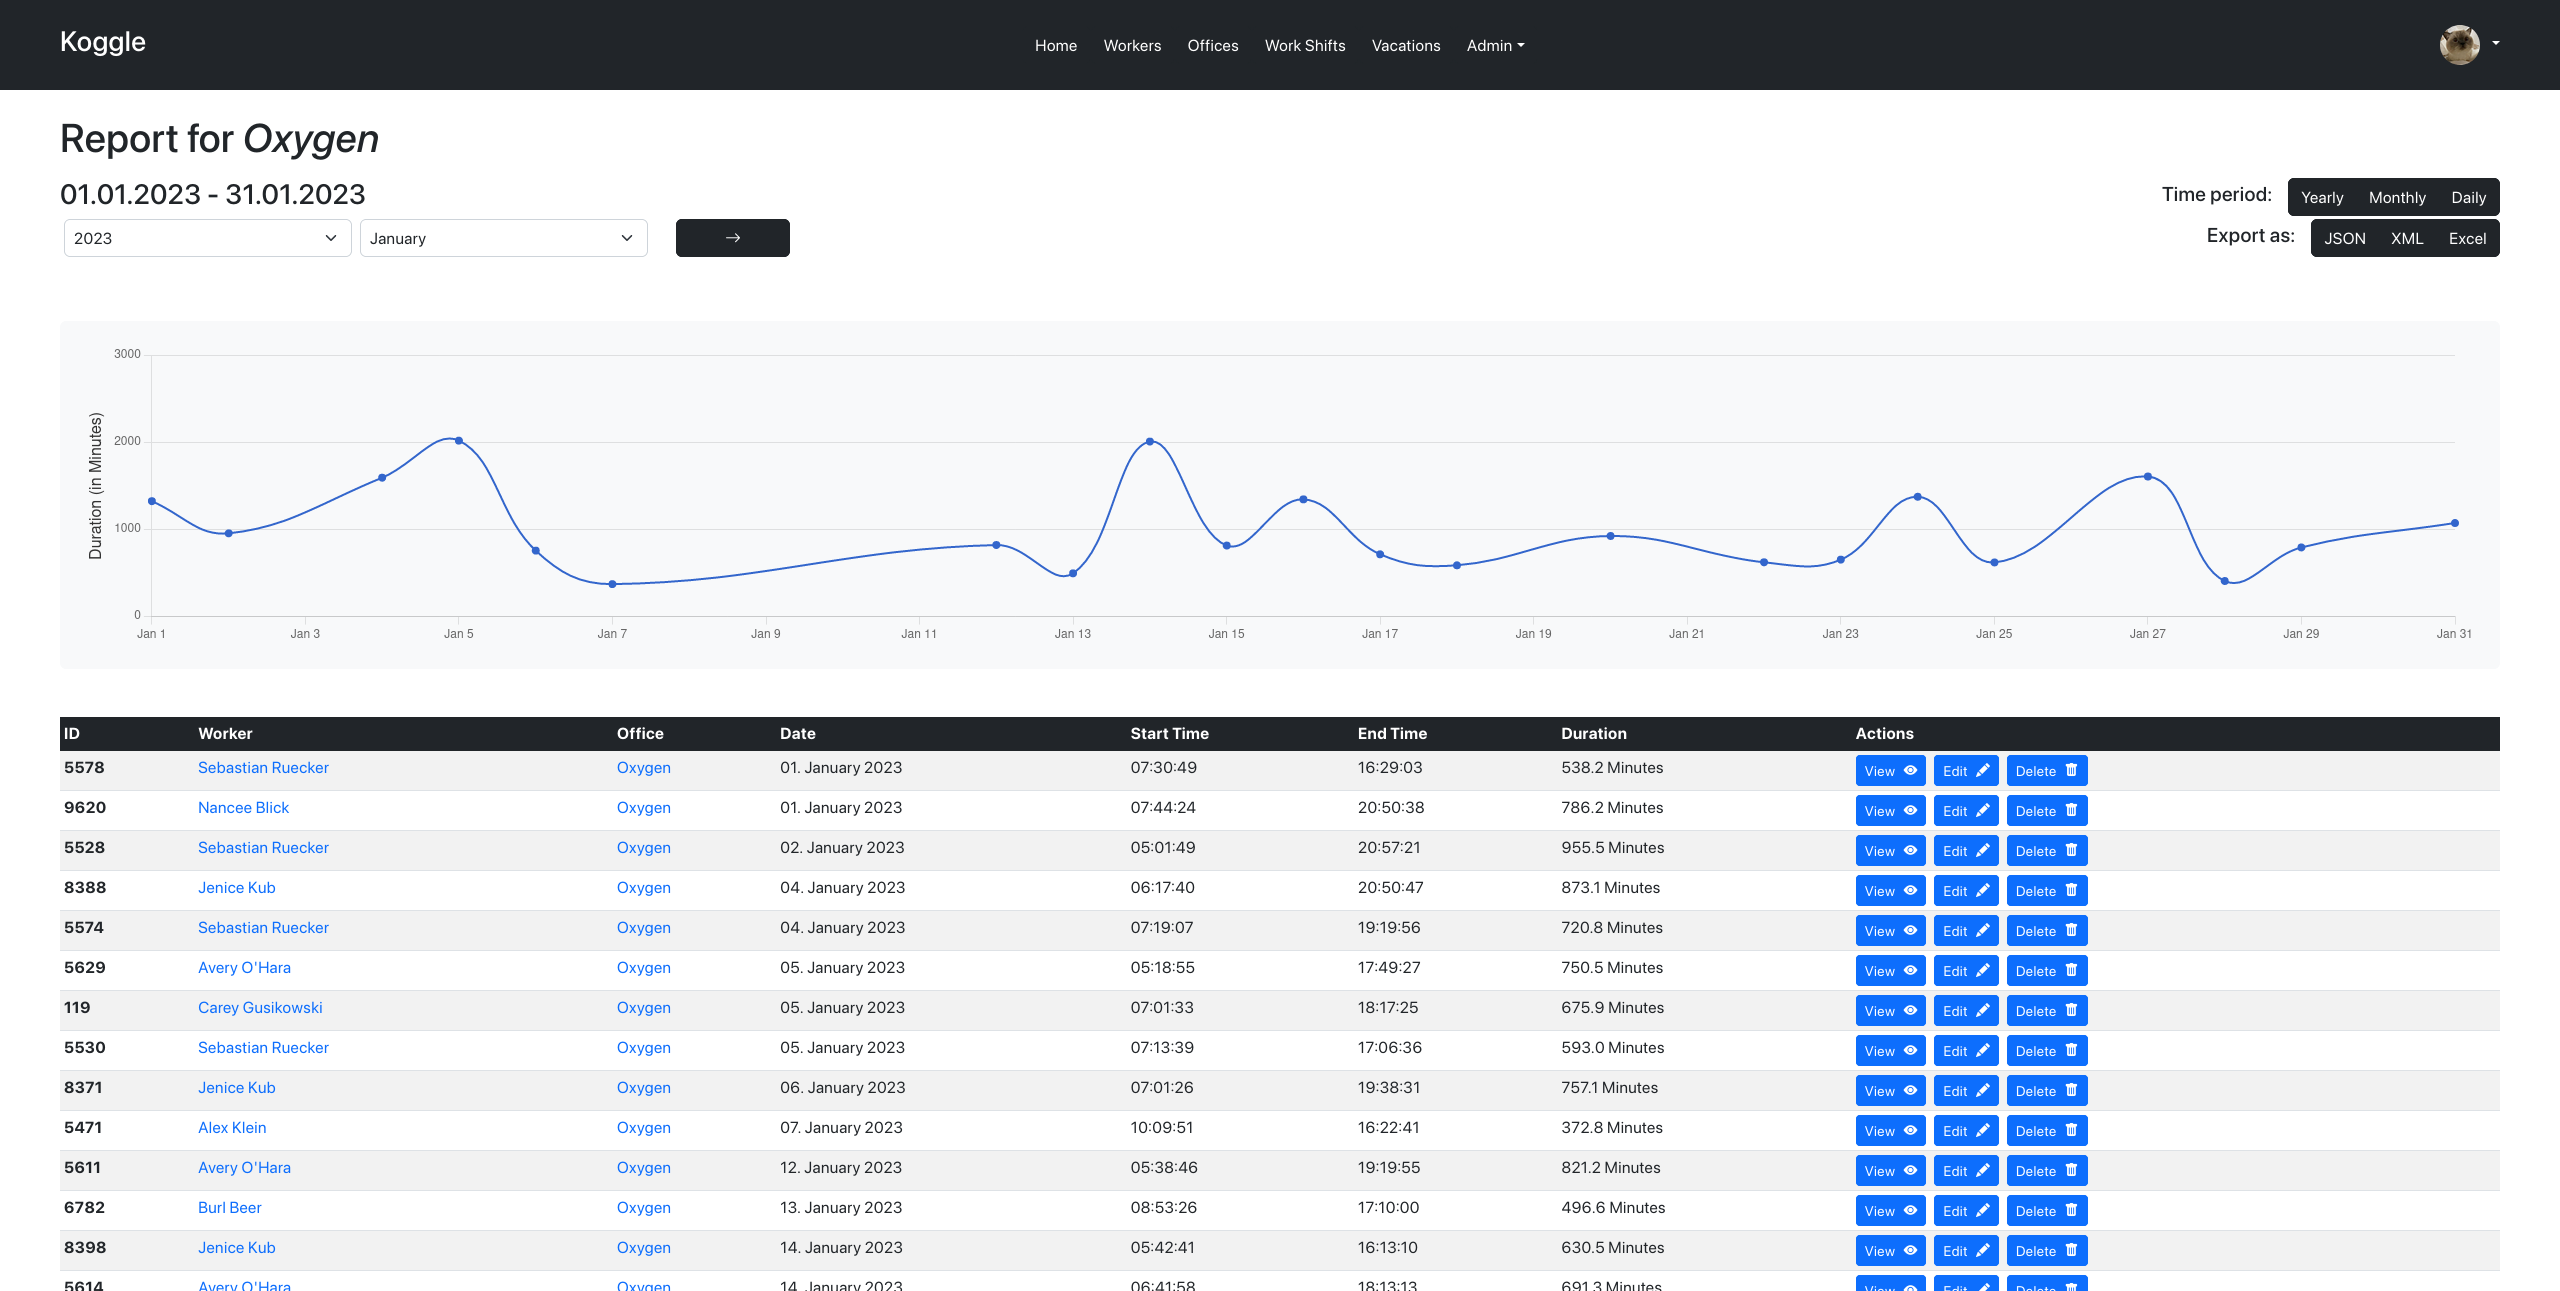 Koggle
Home Workers Offices Work Shifts Vacations Admin
Report for Oxygen
01.01.2023 - 31.01.2023
Time period: Yearly Monthly Daily
2023 January →
Export as: JSON XML Excel
Duration (in Minutes)
3000
2000
1000
0
Jan 1 Jan 3 Jan 5 Jan 7 Jan 9 Jan 11 Jan 13 Jan 15 Jan 17 Jan 19 Jan 21 Jan 23 Jan 25 Jan 27 Jan 29 Jan 31
ID Worker Office Date Start Time End Time Duration Actions
5578 Sebastian Ruecker Oxygen 01. January 2023 07:30:49 16:29:03 538.2 Minutes View Edit Delete
9620 Nancee Blick Oxygen 01. January 2023 07:44:24 20:50:38 786.2 Minutes View Edit Delete
5528 Sebastian Ruecker Oxygen 02. January 2023 05:01:49 20:57:21 955.5 Minutes View Edit Delete
8388 Jenice Kub Oxygen 04. January 2023 06:17:40 20:50:47 873.1 Minutes View Edit Delete
5574 Sebastian Ruecker Oxygen 04. January 2023 07:19:07 19:19:56 720.8 Minutes View Edit Delete
5629 Avery O'Hara Oxygen 05. January 2023 05:18:55 17:49:27 750.5 Minutes View Edit Delete
119 Carey Gusikowski Oxygen 05. January 2023 07:01:33 18:17:25 675.9 Minutes View Edit Delete
5530 Sebastian Ruecker Oxygen 05. January 2023 07:13:39 17:06:36 593.0 Minutes View Edit Delete
8371 Jenice Kub Oxygen 06. January 2023 07:01:26 19:38:31 757.1 Minutes View Edit Delete
5471 Alex Klein Oxygen 07. January 2023 10:09:51 16:22:41 372.8 Minutes View Edit Delete
5611 Avery O'Hara Oxygen 12. January 2023 05:38:46 19:19:55 821.2 Minutes View Edit Delete
6782 Burl Beer Oxygen 13. January 2023 08:53:26 17:10:00 496.6 Minutes View Edit Delete
8398 Jenice Kub Oxygen 14. January 2023 05:42:41 16:13:10 630.5 Minutes View Edit Delete
5614 Avery O'Hara Oxygen 14. January 2023 06:41:58 18:13:13 691.3 Minutes View Edit Delete